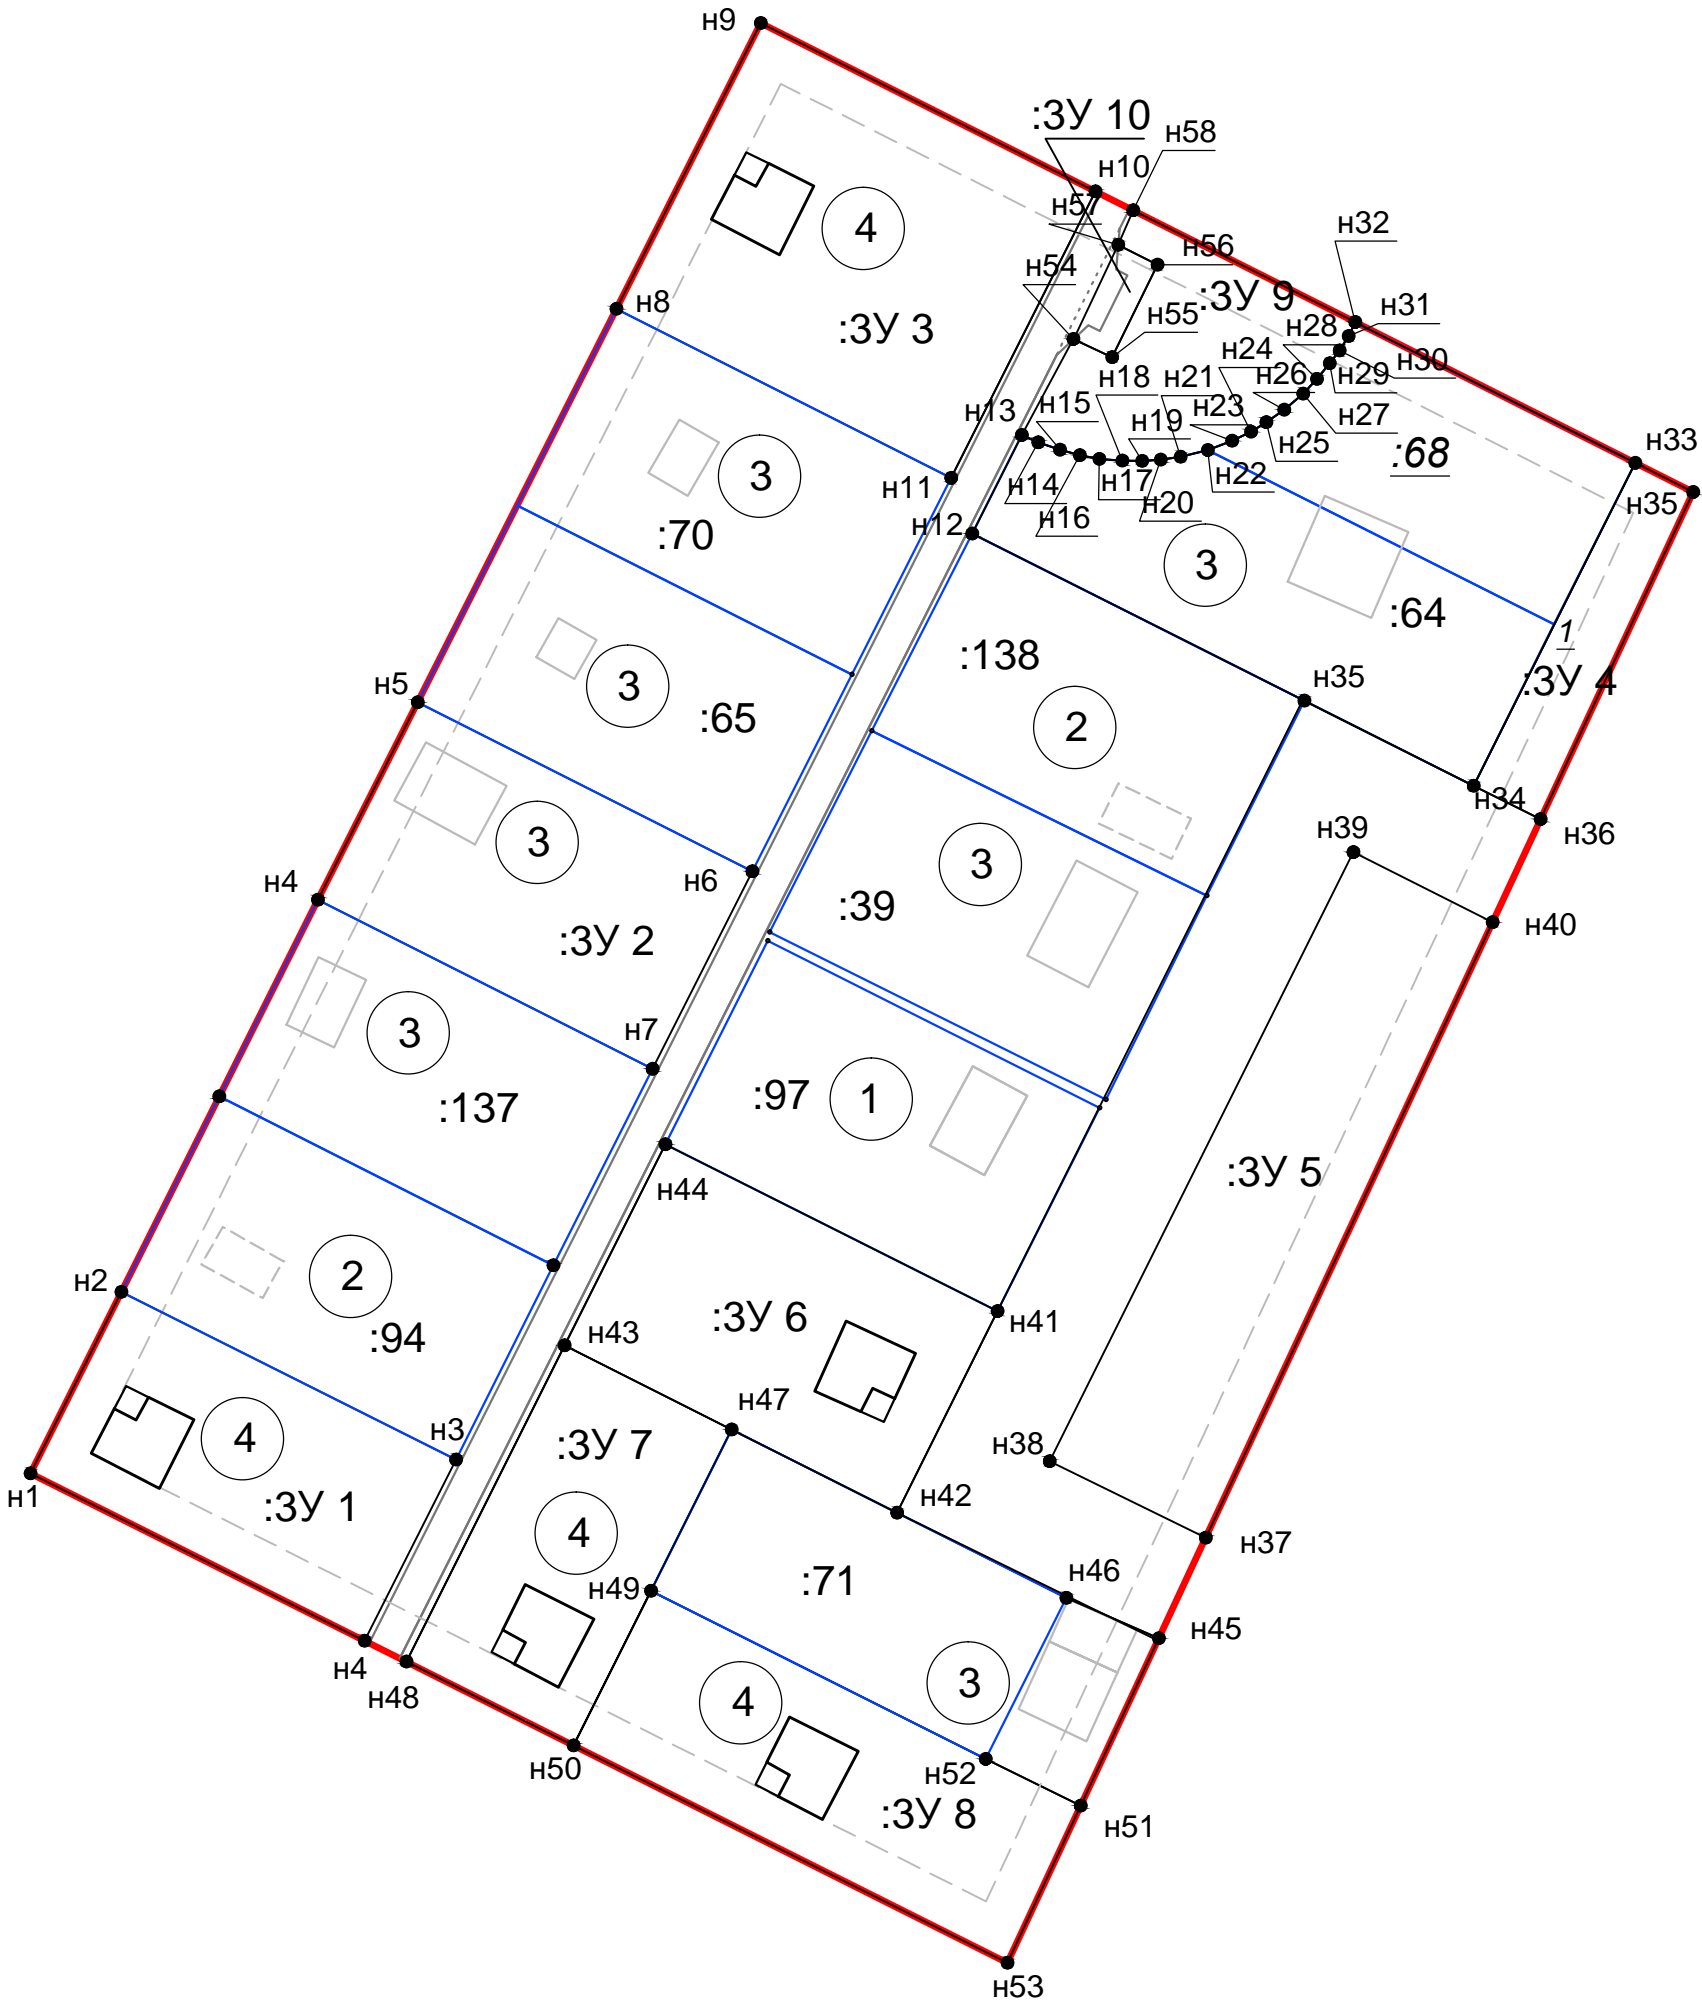 н9
:ЗУ 10
н58
н10
н57
н32
н56
н54
:ЗУ 9
4
н31
н8
н55
н28
:ЗУ 3
н24
н30
н18
н21
н26
н29
н13
н15
н23
н27
н19
н25
:68
н33
3
н11
н14
н17
н22
н35
н12
н16
н20
:70
3
:64
1
:138
:ЗУ 4
н5
3
:65
н35
2
н34
н36
3
н39
н4
н6
3
:39
н40
:ЗУ 2
3
н7
:97
1
:137
:ЗУ 5
н44
н2
2
:94
:ЗУ 6
н41
н43
н47
н3
4
:ЗУ 7
н38
н1
:ЗУ 1
н42
4
н37
н49
:71
н46
н45
н4
н48
3
4
н50
н52
:ЗУ 8
н51
н53